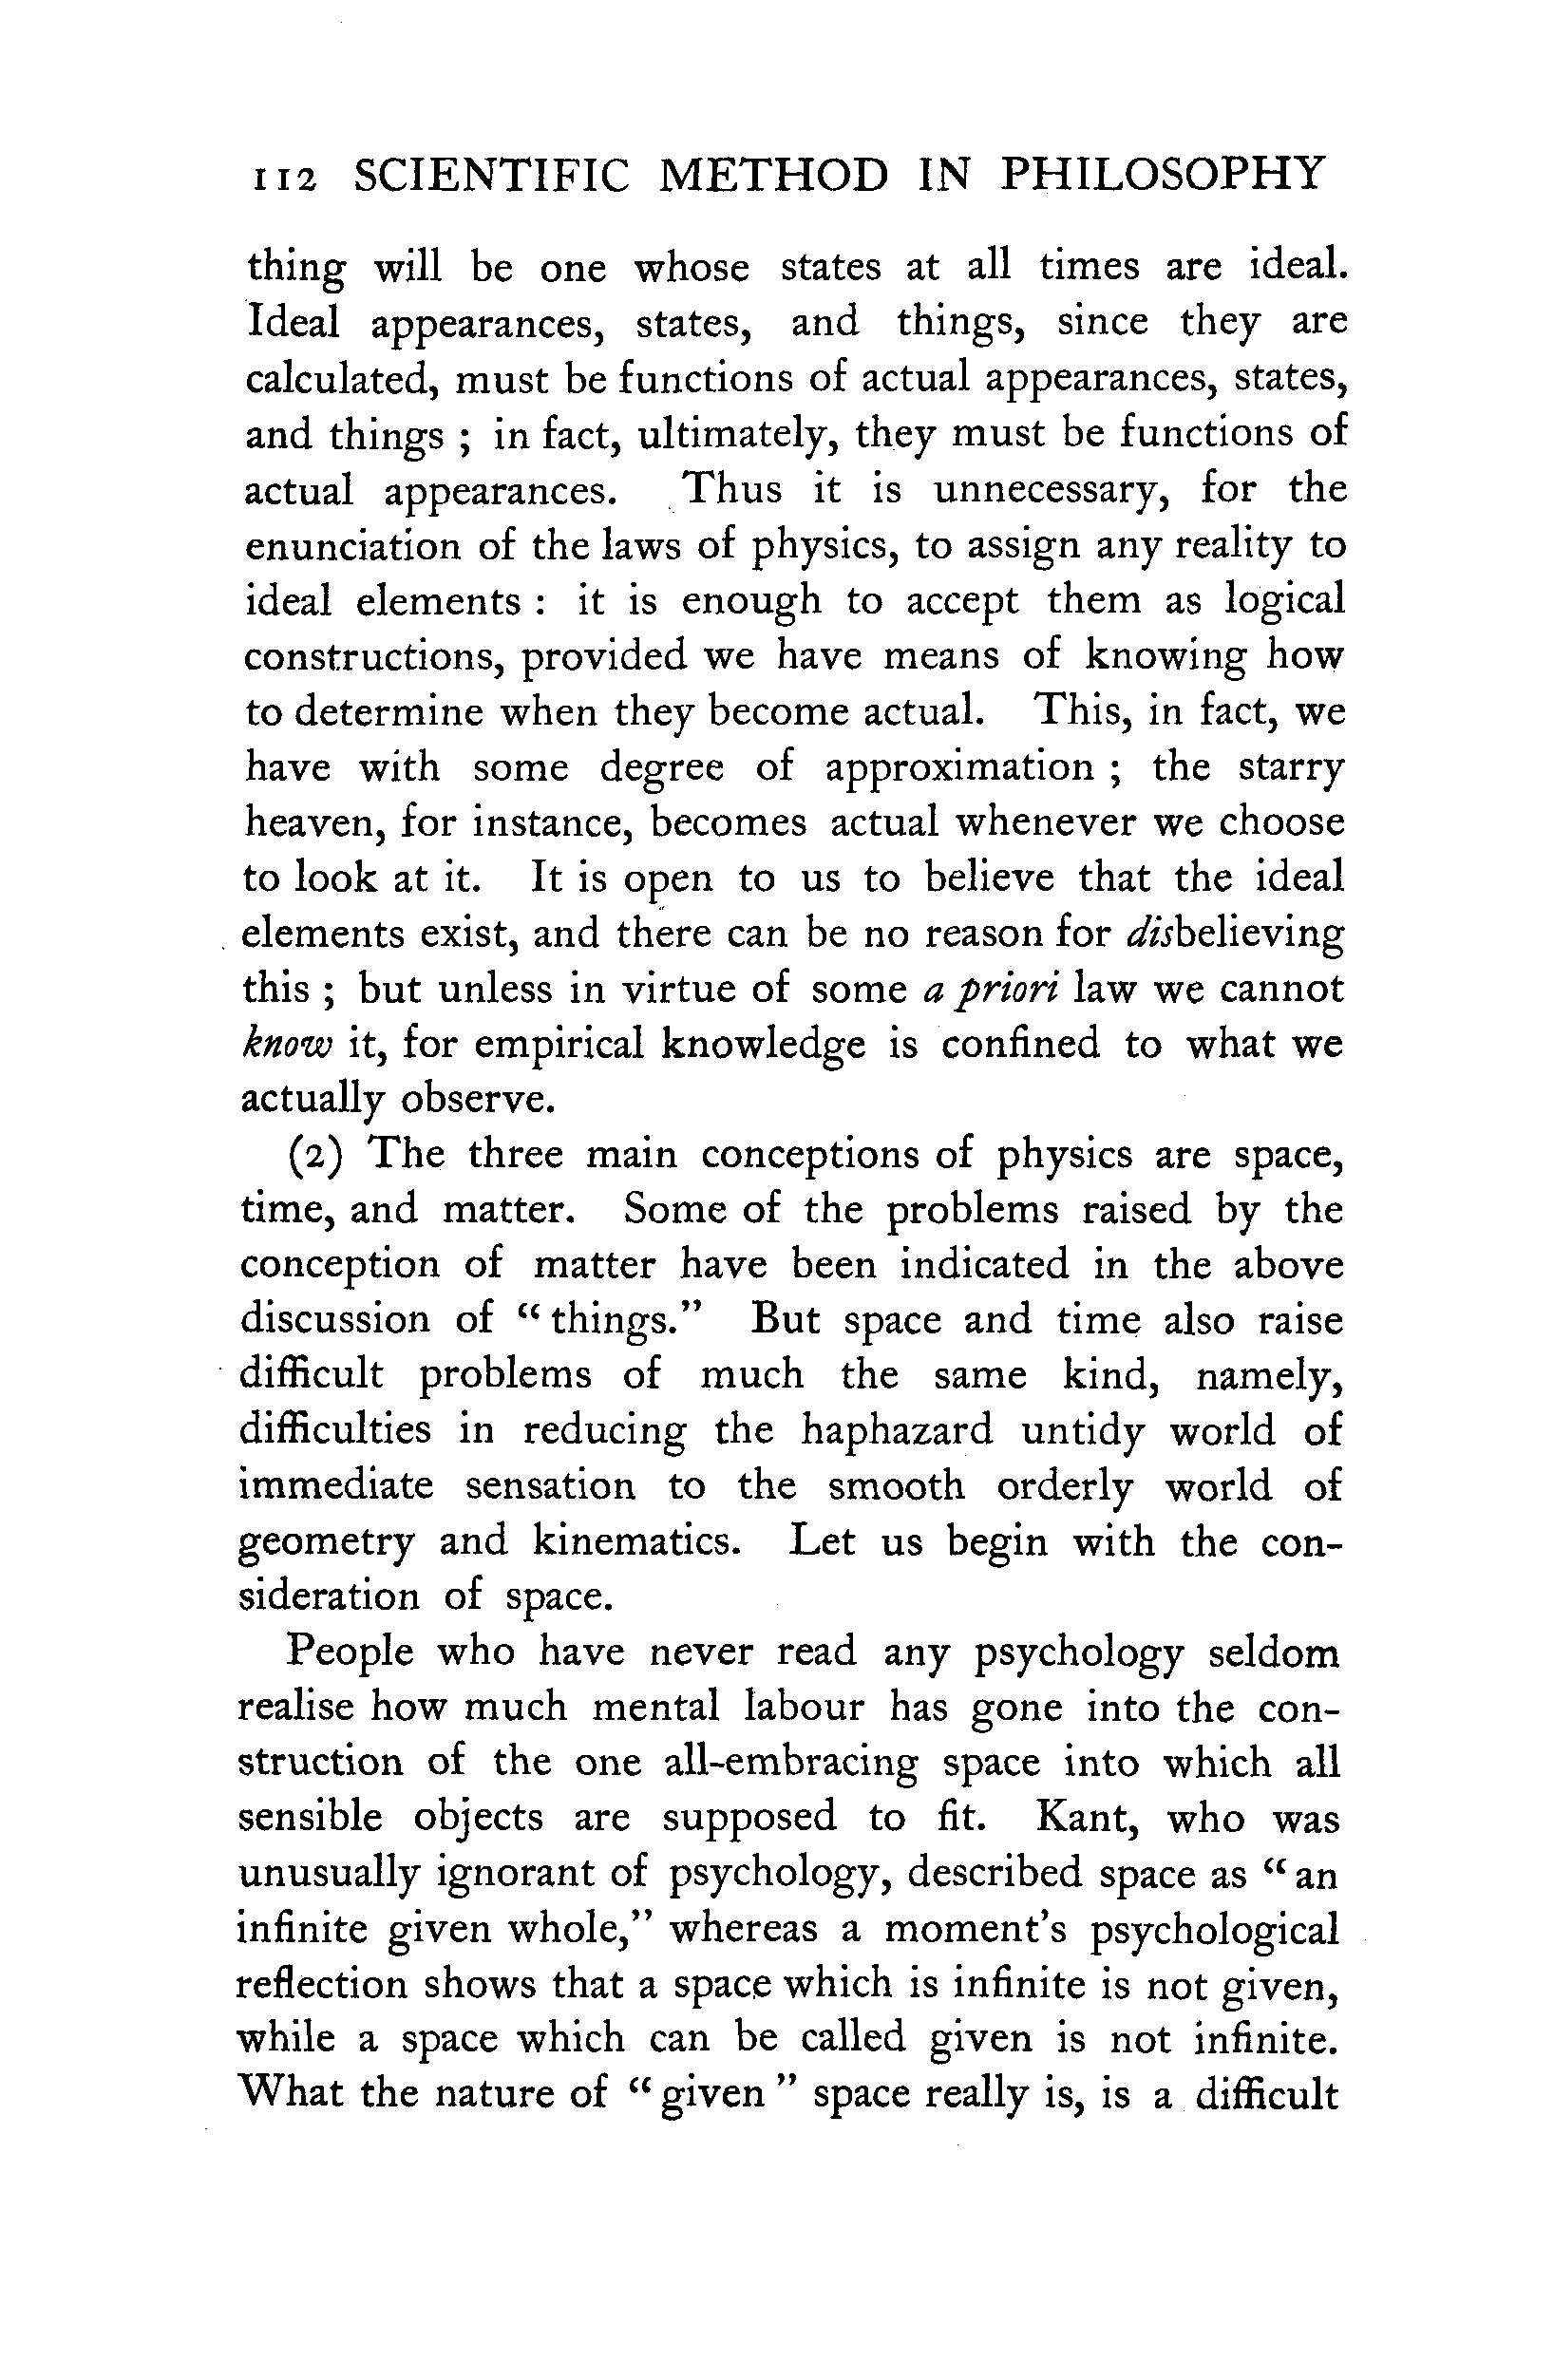 112 SCIENTIFIC METHOD IN PHILOSOPHY
thing will be one whose states at all times are ideal.
Ideal appearances, states, and things, since they are
calculated, must be functions of actual appearances, states,
and things ; in fact, ultimately, they must be functions of
actual appearances. Thus it is unnecessary, for the
enunciation of the laws of physics, to assign any reality to
ideal elements : it is enough to accept them as logical
constructions, provided we have means of knowing how
to determine when they become actual. This, in fact, we
have with some degree of approximation ; the starry
heaven, for instance, becomes actual whenever we choose
to look at it. It is open to us to believe that the ideal
elements exist, and there can be no reason for disbelieving
this ; but unless in virtue of some a priori law we cannot
know it, for empirical knowledge is confined to what we
actually observe.
(2) The three main conceptions of physics are space,
time, and matter. Some of the problems raised by the
conception of matter have been indicated in the above
discussion of “things.” But space and time also raise
difficult problems of much the same kind, namely,
difficulties in reducing the haphazard untidy world of
immediate sensation to the smooth orderly world of
geometry and kinematics. Let us begin with the con-
sideration of space.
People who have never read any psychology seldom
realise how much mental labour has gone into the con-
struction of the one all-embracing space into which all
sensible objects are supposed to fit. Kant, who was
unusually ignorant of psychology, described space as “an
infinite given whole,” whereas a moment’s psychological
reflection shows that a space which is infinite is not given,
while a space which can be called given is not infinite.
What the nature of “given” space really is, is a difficult